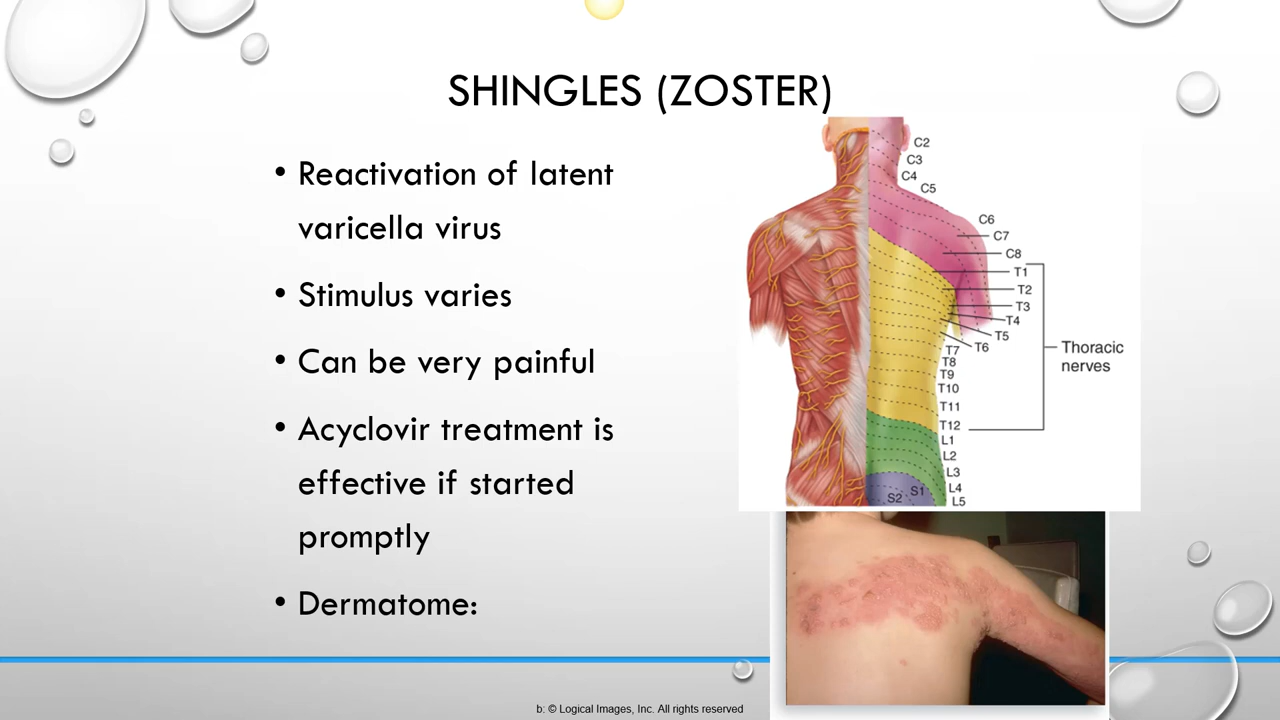 SHINGLES (ZOSTER)
• Reactivation of latent
varicella virus
• Stimulus varies
• Can be very painful
• Acyclovir treatment is
effective if started
promptly
• Dermatome:
C2
C3
C4
C5
C6
C7
C8
T1
T2
T3
T4
T5
T6
T7
T8
T9
T10
T11
T12
L1
L2
L3
L4
L5
S1
S2
Thoracic
nerves
b: © Logical Images, Inc. All rights reserved